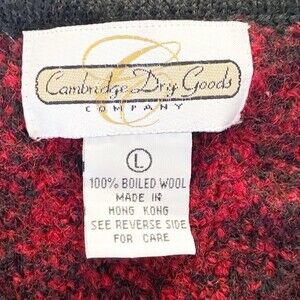 Cambridge Dry Goods
COMPANY
L
100% BOILED WOOL
MADE IN
HONG KONG
SEE REVERSE SIDE
FOR CARE